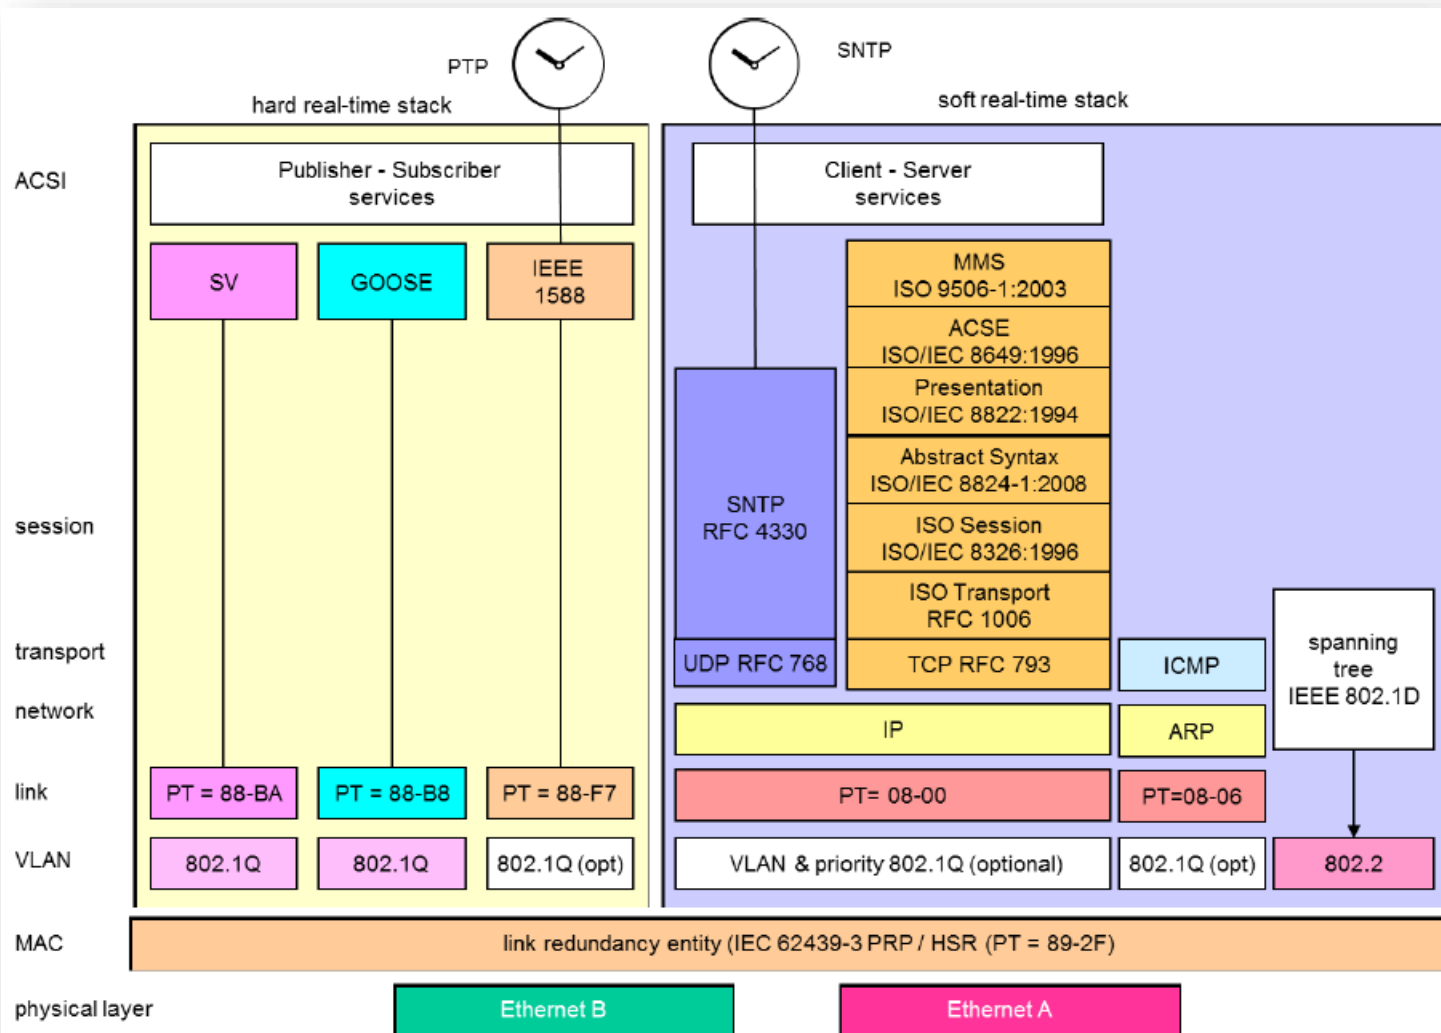 PTP
SNTP
hard real-time stack
soft real-time stack
ACSI
Publisher - Subscriber
services
Client - Server
services
SV
GOOSE
IEEE
1588
MMS
ISO 9506-1:2003
ACSE
ISO/IEC 8649:1996
Presentation
ISO/IEC 8822:1994
Abstract Syntax
ISO/IEC 8824-1:2008
session
SNTP
RFC 4330
ISO Session
ISO/IEC 8326:1996
ISO Transport
RFC 1006
transport
UDP RFC 768
TCP RFC 793
ICMP
spanning
tree
IEEE 802.1D
network
IP
ARP
link
PT = 88-BA
PT = 88-B8
PT = 88-F7
PT= 08-00
PT=08-06
VLAN
802.1Q
802.1Q
802.1Q (opt)
VLAN & priority 802.1Q (optional)
802.1Q (opt)
802.2
MAC
link redundancy entity (IEC 62439-3 PRP / HSR (PT = 89-2F)
physical layer
Ethernet B
Ethernet A